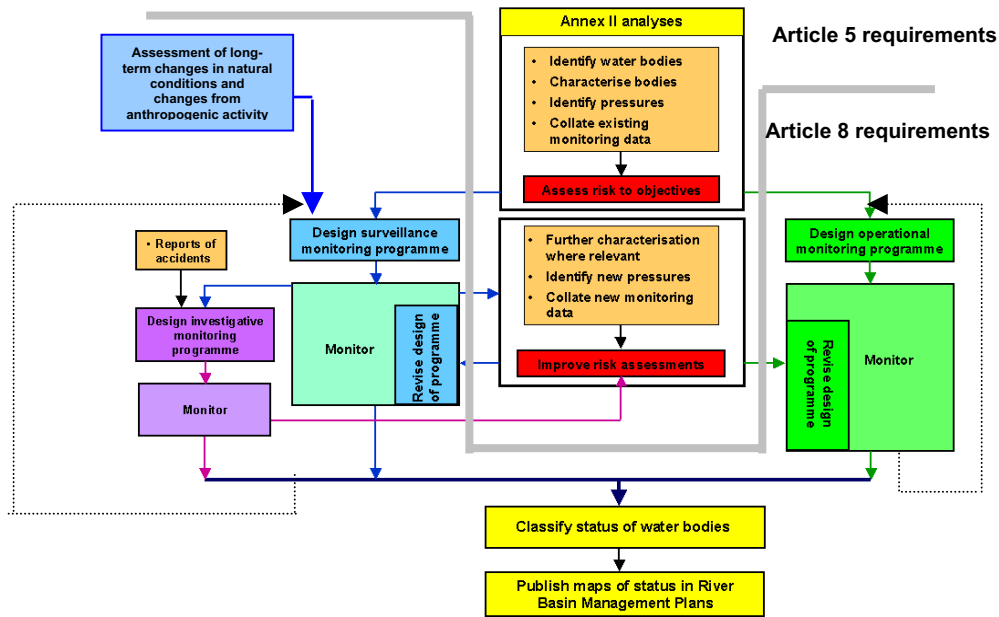 Annex II analyses
Article 5 requirements
Assessment of long-
term changes in natural
conditions and
changes from
anthropogenic activity
• Identify water bodies
• Characterise bodies
• Identify pressures
• Collate existing
monitoring data
Article 8 requirements
Assess risk to objectives
• Reports of
accidents
Design surveillance
monitoring programme
• Further characterisation
where relevant
• Identify new pressures
• Collate new monitoring
data
Design operational
monitoring programme
Design investigative
monitoring
programme
Monitor
Revise design
of programme
Improve risk assessments
Revise design
of programme
Monitor
Monitor
Classify status of water bodies
Publish maps of status in River
Basin Management Plans